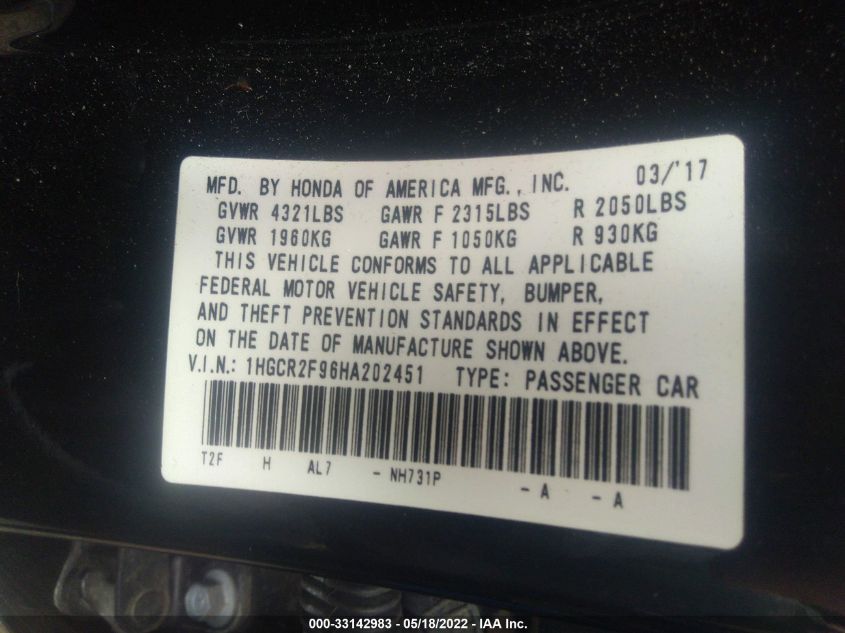 MFD. BY HONDA OF AMERICA MFG., INC. 03/'17
GVWR 4321LBS GAWR F 2315LBS R 2050LBS
GVWR 1960KG GAWR F 1050KG R 930KG
THIS VEHICLE CONFORMS TO ALL APPLICABLE
FEDERAL MOTOR VEHICLE SAFETY, BUMPER,
AND THEFT PREVENTION STANDARDS IN EFFECT
ON THE DATE OF MANUFACTURE SHOWN ABOVE.
V.I.N.: 1HGCR2F96HA202451 TYPE: PASSENGER CAR
T2F H AL7 - NH731P - A - A
000-33142983 - 05/18/2022 - IAA Inc.